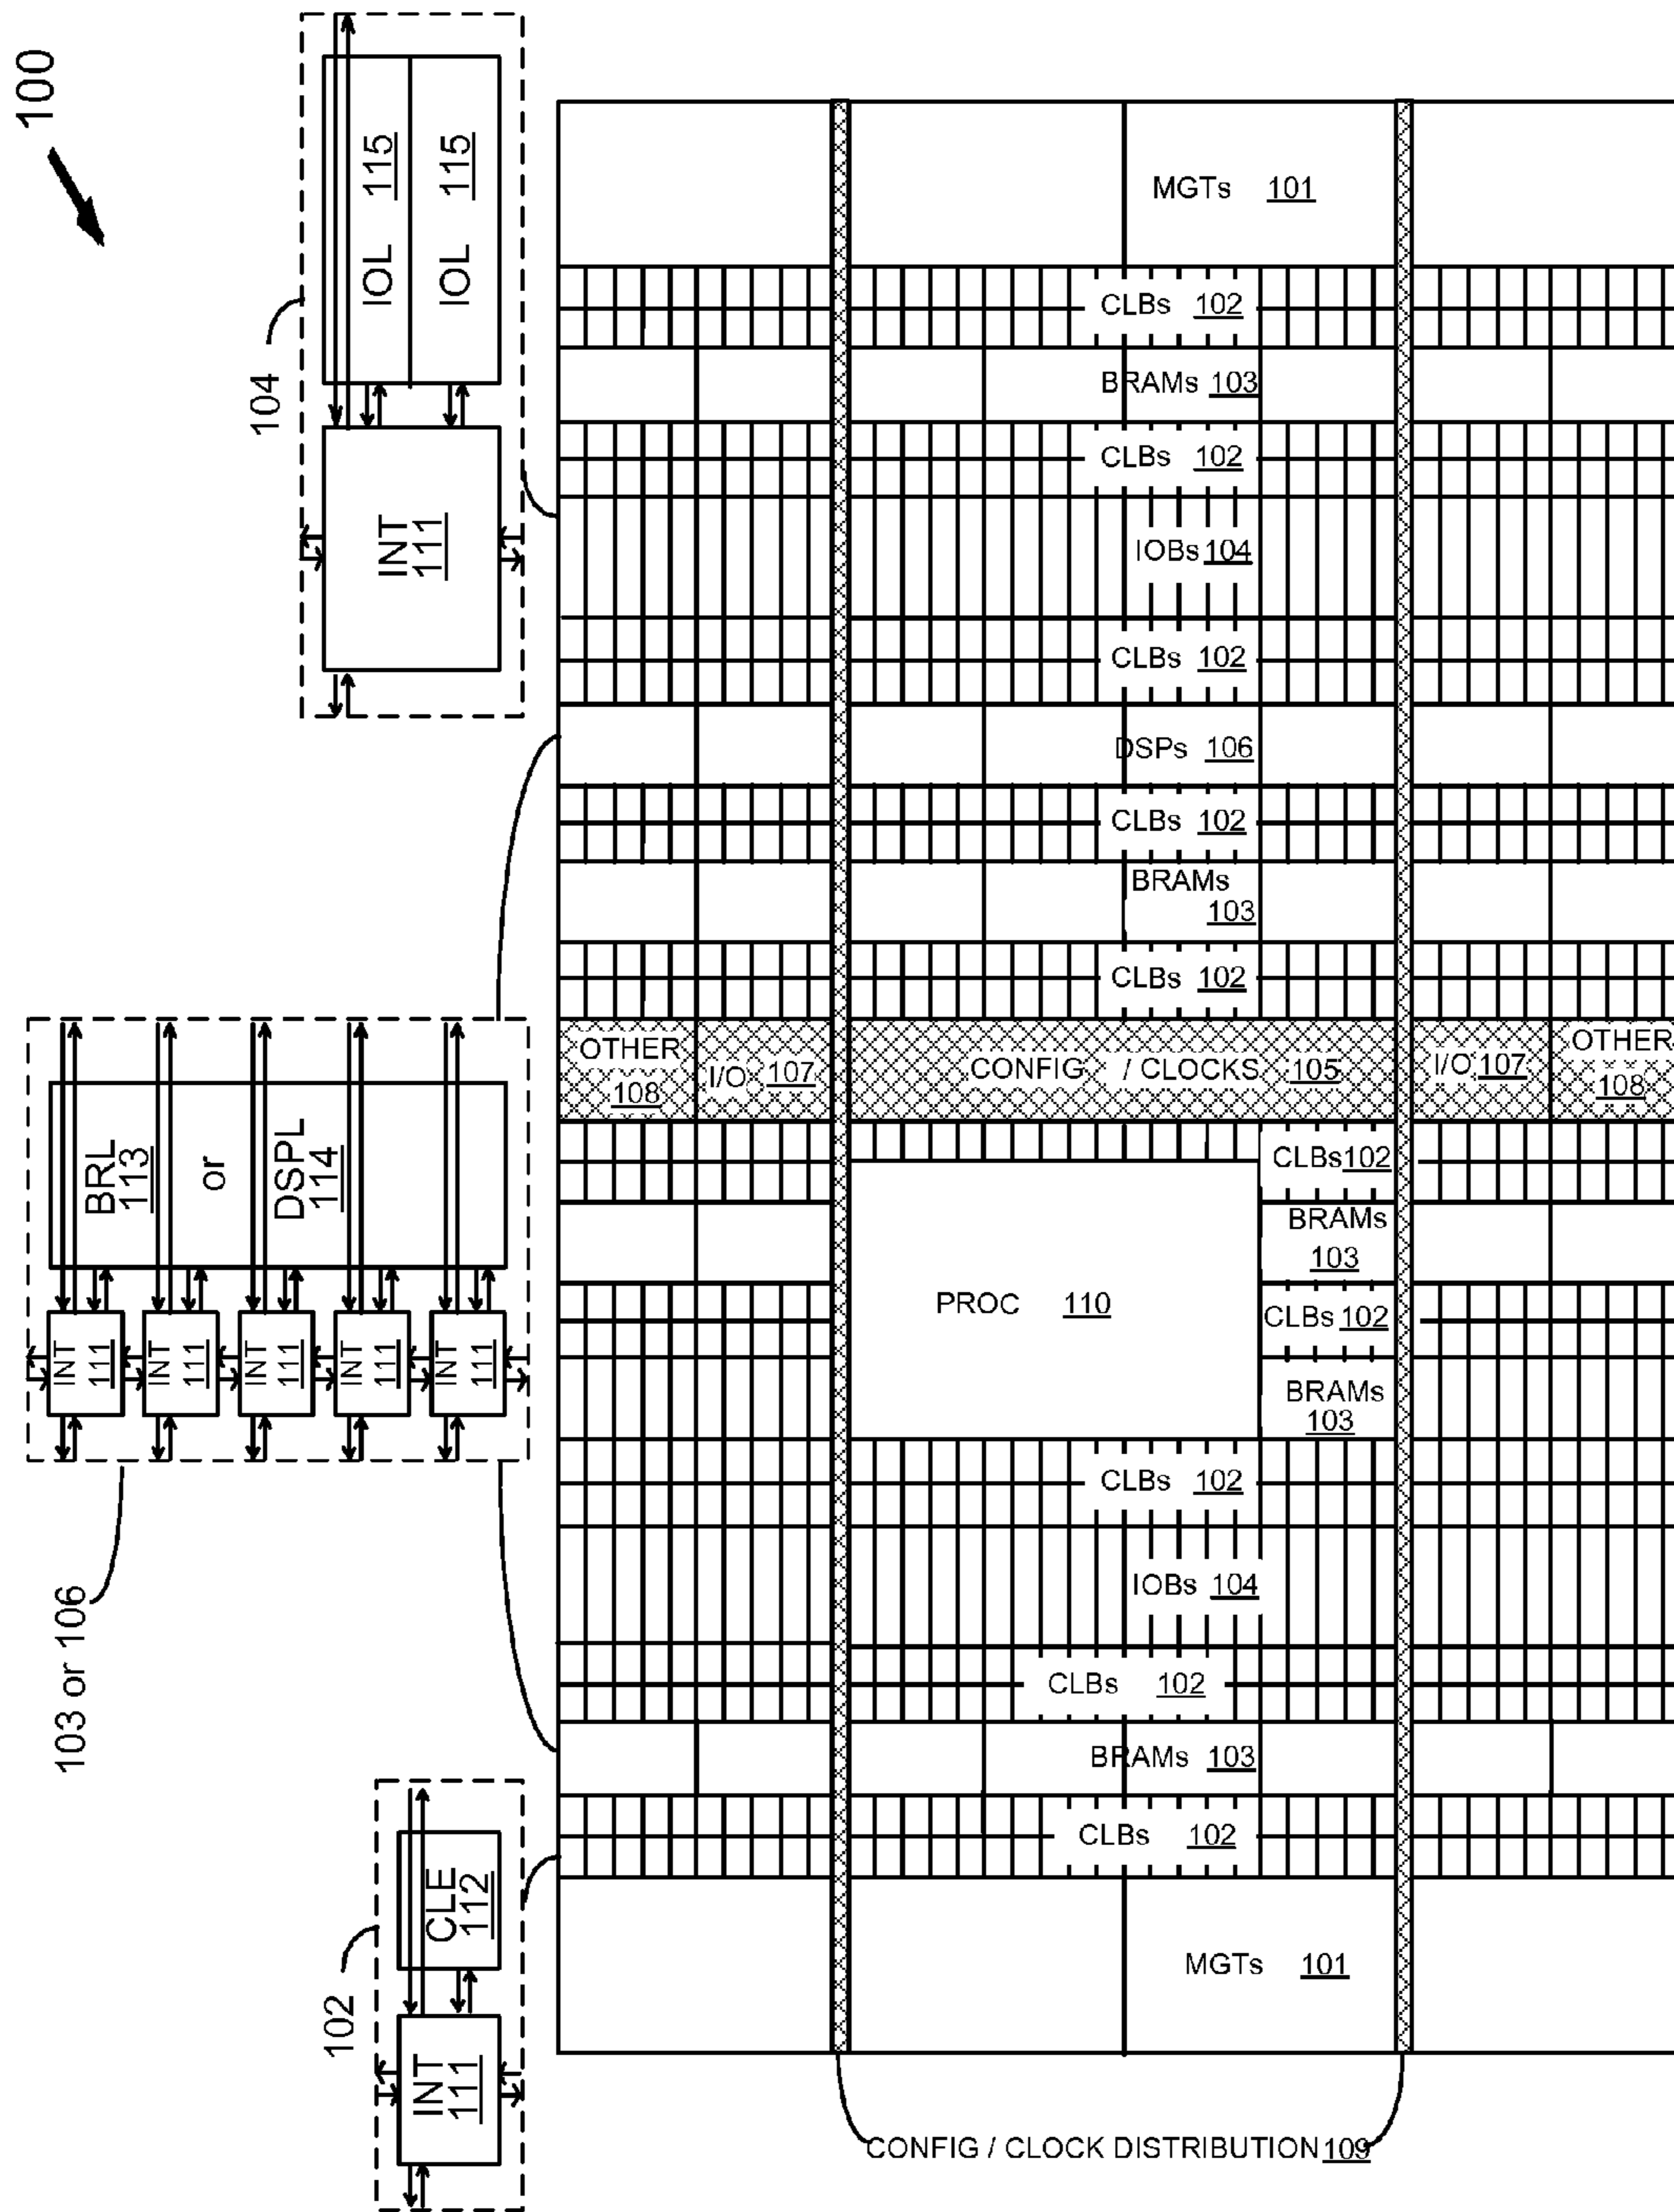 100
104
INT
111
IOL 115
IOL 115
103 or 106
BRL
113
or
DSPL
114
INT
111
INT
111
INT
111
INT
111
INT
111
102
INT
111
CLE
112
MGTs 101
CLBs 102
BRAMs 103
CLBs 102
IOBs 104
CLBs 102
DSPs 106
CLBs 102
BRAMs
103
CLBs 102
OTHER
108
I/O 107
CONFIG / CLOCKS 105
I/O 107
OTHER
108
CLBs 102
BRAMs
103
PROC 110
CLBs 102
BRAMs
103
CLBs 102
IOBs 104
CLBs 102
BRAMs 103
CLBs 102
MGTs 101
CONFIG / CLOCK DISTRIBUTION 109